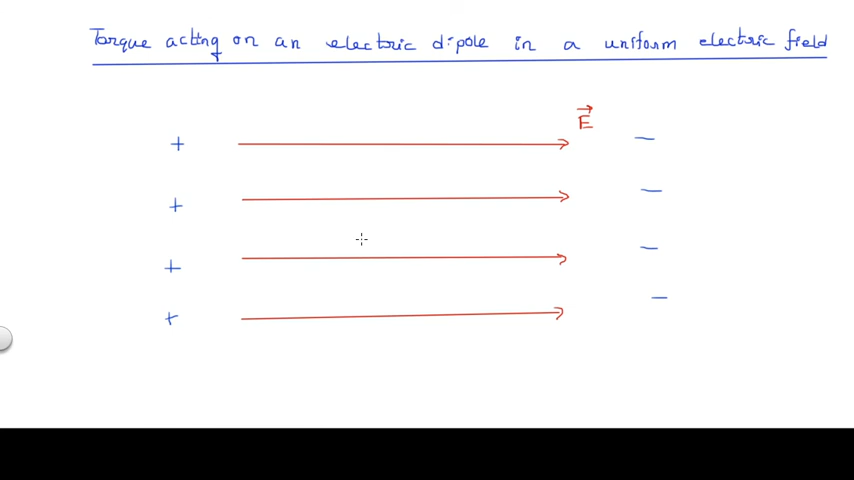 Torque acting on an electric dipole in a uniform electric field
E
+ −
+ −
+ −
+ −